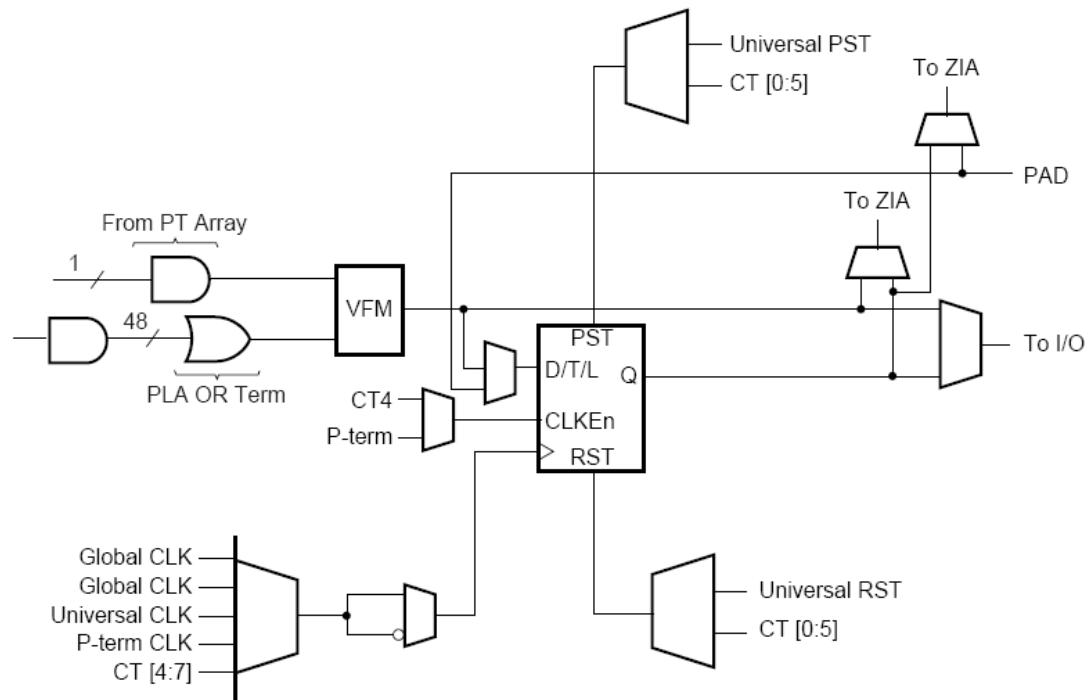 Universal PST
CT [0:5]
To ZIA
PAD
To ZIA
From PT Array
1
48
VFM
PLA OR Term
PST
D/T/L
Q
CLKEn
RST
To I/O
CT4
P-term
Global CLK
Global CLK
Universal CLK
P-term CLK
CT [4:7]
Universal RST
CT [0:5]